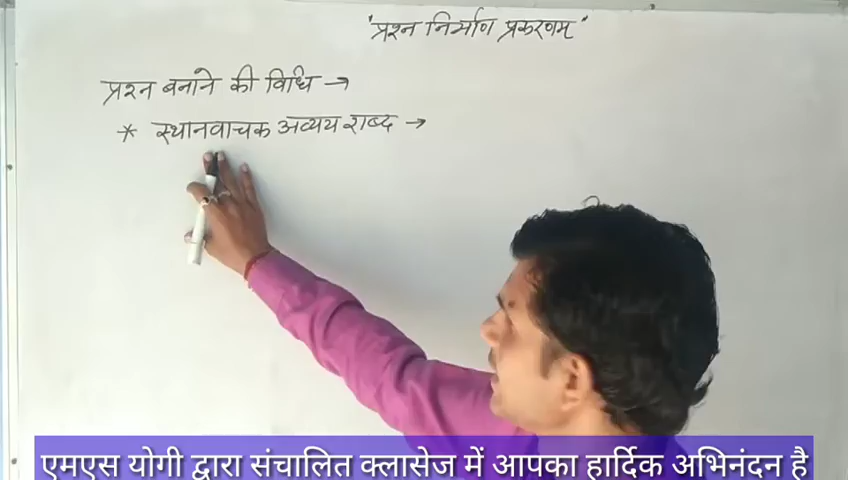 'प्रश्न निर्माण प्रकरणम्'
प्रश्न बनाने की विधि →
* स्थानवाचक अव्यय शब्द →
एमएस योगी द्वारा संचालित क्लासेज में आपका हार्दिक अभिनंदन है